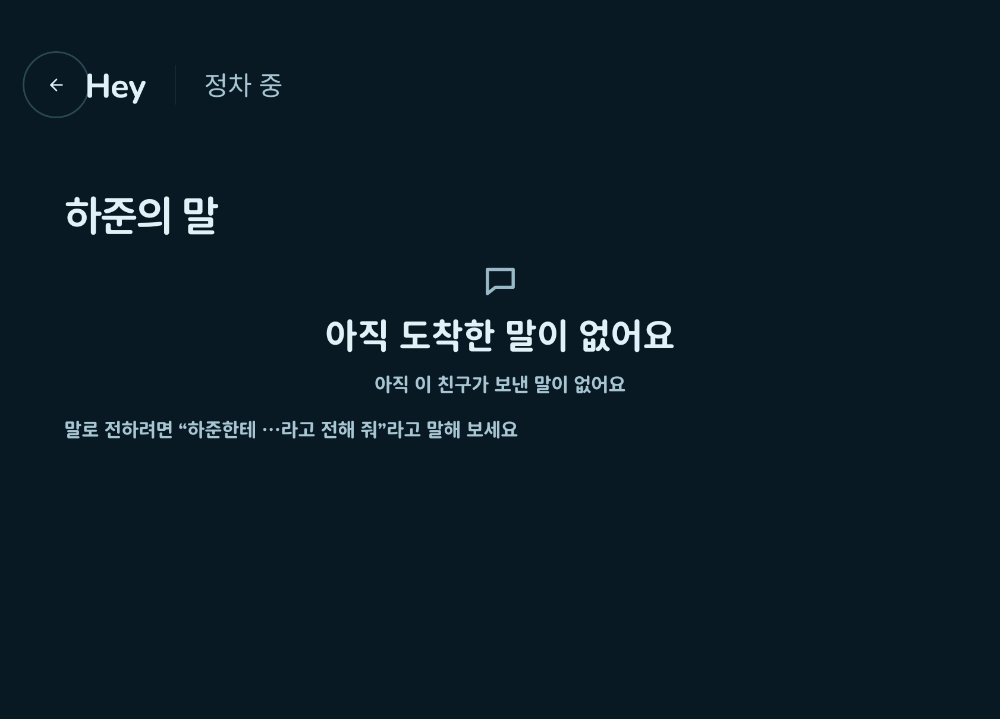 Hey
정차 중
하준의 말
아직 도착한 말이 없어요
아직 이 친구가 보낸 말이 없어요
말로 전하려면 “하준한테 …라고 전해 줘”라고 말해 보세요